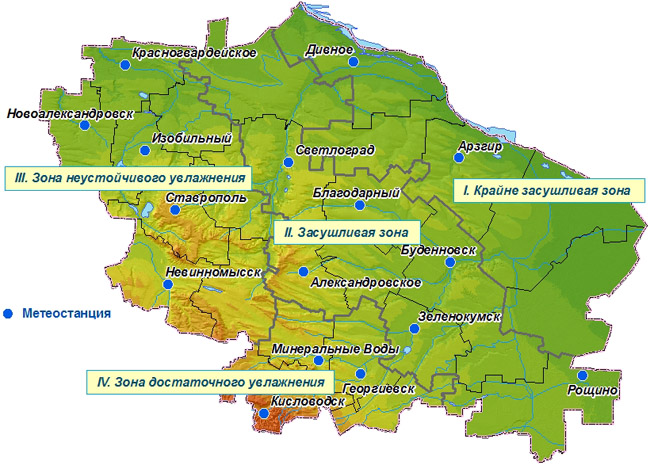 Красногвардейское
Дивное
Новоалександровск
Изобильный
Светлоград
Арзгир
III. Зона неустойчивого увлажнения
I. Крайне засушливая зона
Ставрополь
Благодарный
II. Засушливая зона
Буденновск
Невинномысск
Александровское
Метеостанция
Зеленокумск
Минеральные Воды
IV. Зона достаточного увлажнения
Георгиевск
Рощино
Кисловодск